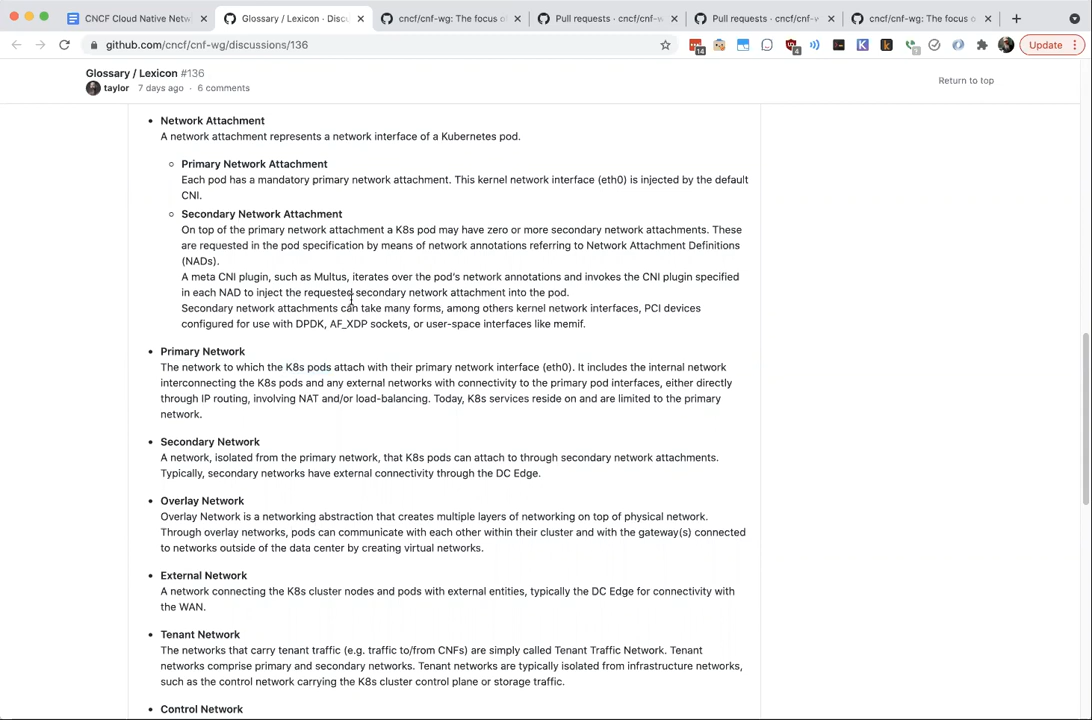 CNCF Cloud Native Netw
Glossary / Lexicon · Discu
cncf/cnf-wg: The focus o
Pull requests · cncf/cnf-w
Pull requests · cncf/cnf-w
cncf/cnf-wg: The focus o
github.com/cncf/cnf-wg/discussions/136
14
4
Update
Glossary / Lexicon #136
taylor 7 days ago · 6 comments
Return to top
• Network Attachment
A network attachment represents a network interface of a Kubernetes pod.
Primary Network Attachment
Each pod has a mandatory primary network attachment. This kernel network interface (eth0) is injected by the default
CNI.
Secondary Network Attachment
On top of the primary network attachment a K8s pod may have zero or more secondary network attachments. These
are requested in the pod specification by means of network annotations referring to Network Attachment Definitions
(NADs).
A meta CNI plugin, such as Multus, iterates over the pod's network annotations and invokes the CNI plugin specified
in each NAD to inject the requested secondary network attachment into the pod.
Secondary network attachments can take many forms, among others kernel network interfaces, PCI devices
configured for use with DPDK, AF_XDP sockets, or user-space interfaces like memif.
• Primary Network
The network to which the K8s pods attach with their primary network interface (eth0). It includes the internal network
interconnecting the K8s pods and any external networks with connectivity to the primary pod interfaces, either directly
through IP routing, involving NAT and/or load-balancing. Today, K8s services reside on and are limited to the primary
network.
• Secondary Network
A network, isolated from the primary network, that K8s pods can attach to through secondary network attachments.
Typically, secondary networks have external connectivity through the DC Edge.
• Overlay Network
Overlay Network is a networking abstraction that creates multiple layers of networking on top of physical network.
Through overlay networks, pods can communicate with each other within their cluster and with the gateway(s) connected
to networks outside of the data center by creating virtual networks.
• External Network
A network connecting the K8s cluster nodes and pods with external entities, typically the DC Edge for connectivity with
the WAN.
• Tenant Network
The networks that carry tenant traffic (e.g. traffic to/from CNFs) are simply called Tenant Traffic Network. Tenant
networks comprise primary and secondary networks. Tenant networks are typically isolated from infrastructure networks,
such as the control network carrying the K8s cluster control plane or storage traffic.
• Control Network